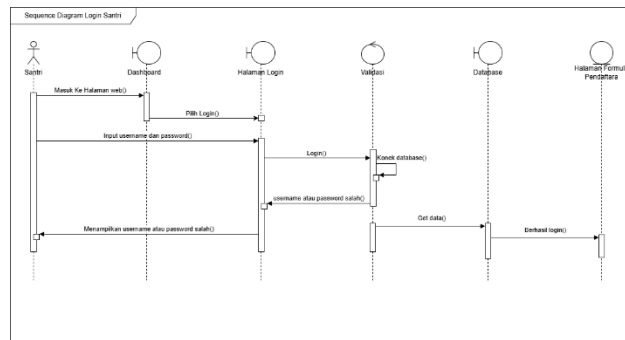 Sequence Diagram Login Santri
Santri
Dashboard
Halaman Login
Validasi
Database
Halaman Formul
Pendaftara
Masuk Ke Halaman web()
Pilih Login()
Input username dan password()
Login()
Konek database()
username atau password salah()
Menampilkan username atau password salah()
Get data()
Berhasil login()